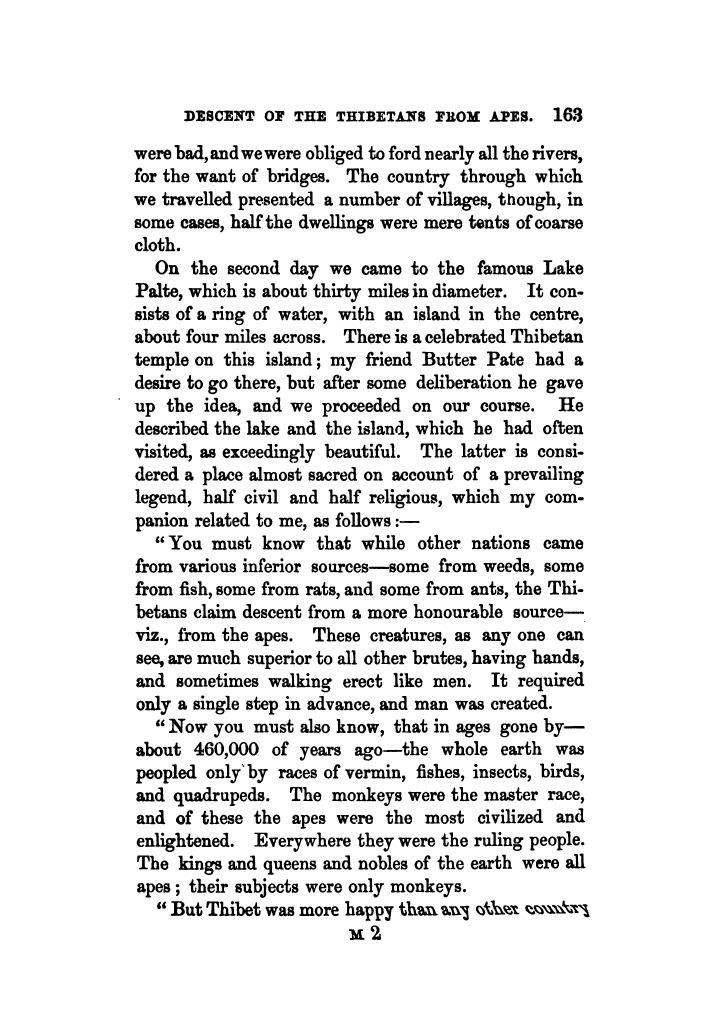 DESCENT OF THE THIBETANS FROM APES. 163
were bad, and we were obliged to ford nearly all the rivers,
for the want of bridges. The country through which
we travelled presented a number of villages, though, in
some cases, half the dwellings were mere tents of coarse
cloth.
On the second day we came to the famous Lake
Palte, which is about thirty miles in diameter. It con-
sists of a ring of water, with an island in the centre,
about four miles across. There is a celebrated Thibetan
temple on this island; my friend Butter Pate had a
desire to go there, but after some deliberation he gave
up the idea, and we proceeded on our course. He
described the lake and the island, which he had often
visited, as exceedingly beautiful. The latter is consi-
dered a place almost sacred on account of a prevailing
legend, half civil and half religious, which my com-
panion related to me, as follows:—
"You must know that while other nations came
from various inferior sources—some from weeds, some
from fish, some from rats, and some from ants, the Thi-
betans claim descent from a more honourable source—
viz., from the apes. These creatures, as any one can
see, are much superior to all other brutes, having hands,
and sometimes walking erect like men. It required
only a single step in advance, and man was created.
"Now you must also know, that in ages gone by—
about 460,000 of years ago—the whole earth was
peopled only by races of vermin, fishes, insects, birds,
and quadrupeds. The monkeys were the master race,
and of these the apes were the most civilized and
enlightened. Everywhere they were the ruling people.
The kings and queens and nobles of the earth were all
apes; their subjects were only monkeys.
"But Thibet was more happy than any other country
M 2